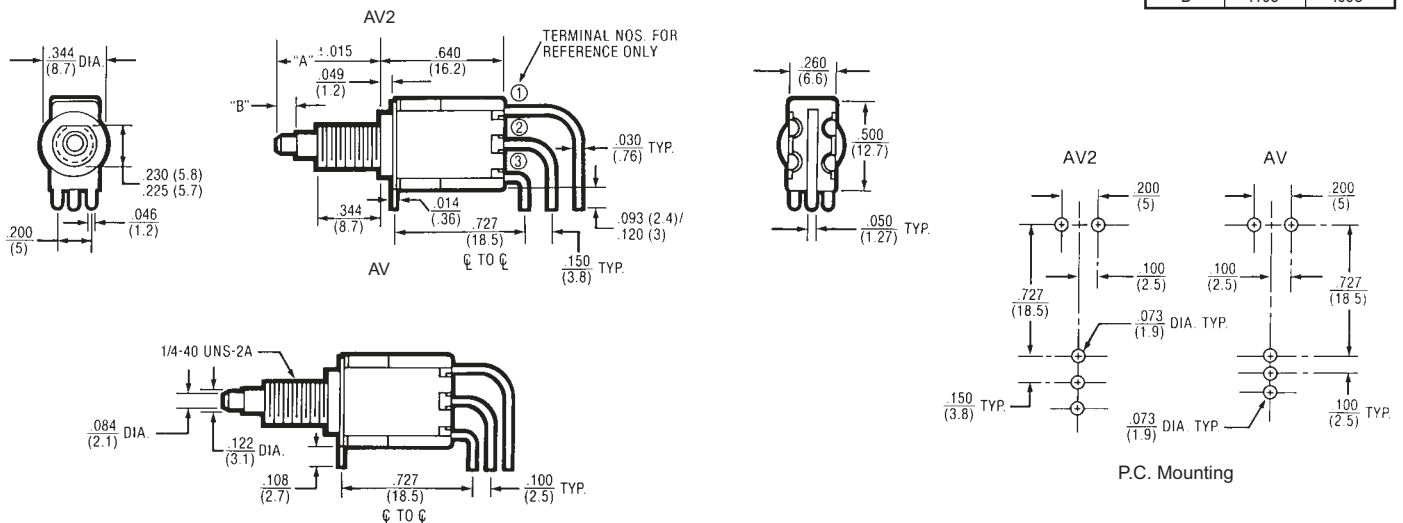 AV2
.344 DIA.
(8.7)
"A" ±.015
.640
(16.2)
TERMINAL NOS. FOR
REFERENCE ONLY
.049
(1.2)
"B"
1
2
3
.030 TYP.
(.76)
.230 (5.8)
.225 (5.7)
.046
(1.2)
.200
(5)
.344
(8.7)
.014
(.36)
.727
(18.5)
℄ TO ℄
.093 (2.4)/
.120 (3)
.150 TYP.
(3.8)
AV
.260
(6.6)
.500
(12.7)
.050 TYP.
(1.27)
1/4-40 UNS-2A
.084 DIA.
(2.1)
.122 DIA.
(3.1)
.108
(2.7)
.727
(18.5)
℄ TO ℄
.100 TYP.
(2.5)
AV2
.200
(5)
.100
(2.5)
.727
(18.5)
.073 DIA. TYP.
(1.9)
.150 TYP.
(3.8)
AV
.200
(5)
.100
(2.5)
.727
(18.5)
.073 DIA. TYP.
(1.9)
.100 TYP.
(2.5)
P.C. Mounting